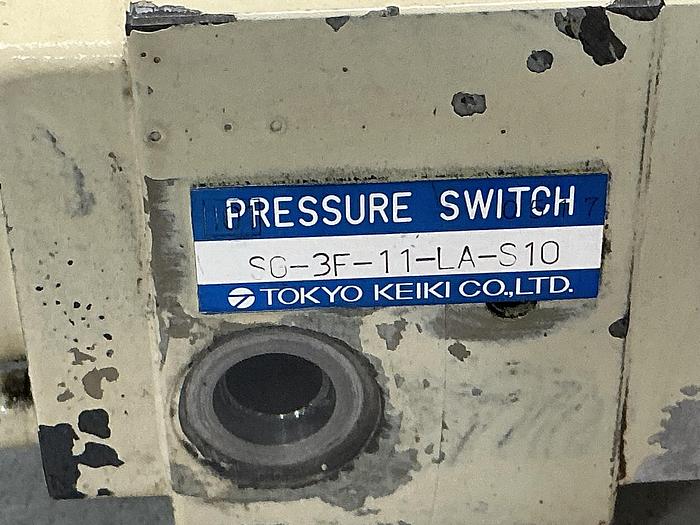 PRESSURE SWITCH
SG-3F-11-LA-S10
TOKYO KEIKI CO.,LTD.